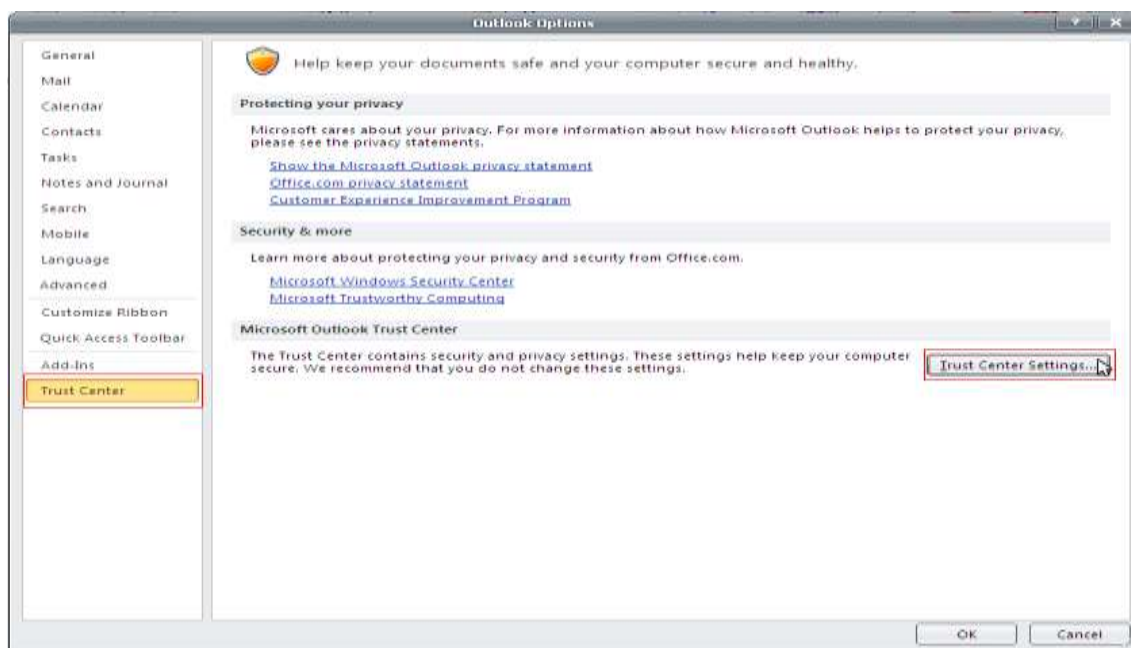 Outlook Options
General
Mail
Calendar
Contacts
Tasks
Notes and Journal
Search
Mobile
Language
Advanced
Customize Ribbon
Quick Access Toolbar
Add-Ins
Trust Center
Help keep your documents safe and your computer secure and healthy.
Protecting your privacy
Microsoft cares about your privacy. For more information about how Microsoft Outlook helps to protect your privacy,
please see the privacy statements.
Show the Microsoft Outlook privacy statement
Office.com privacy statement
Customer Experience Improvement Program
Security & more
Learn more about protecting your privacy and security from Office.com.
Microsoft Windows Security Center
Microsoft Trustworthy Computing
Microsoft Outlook Trust Center
The Trust Center contains security and privacy settings. These settings help keep your computer
secure. We recommend that you do not change these settings.
Trust Center Settings...
OK
Cancel